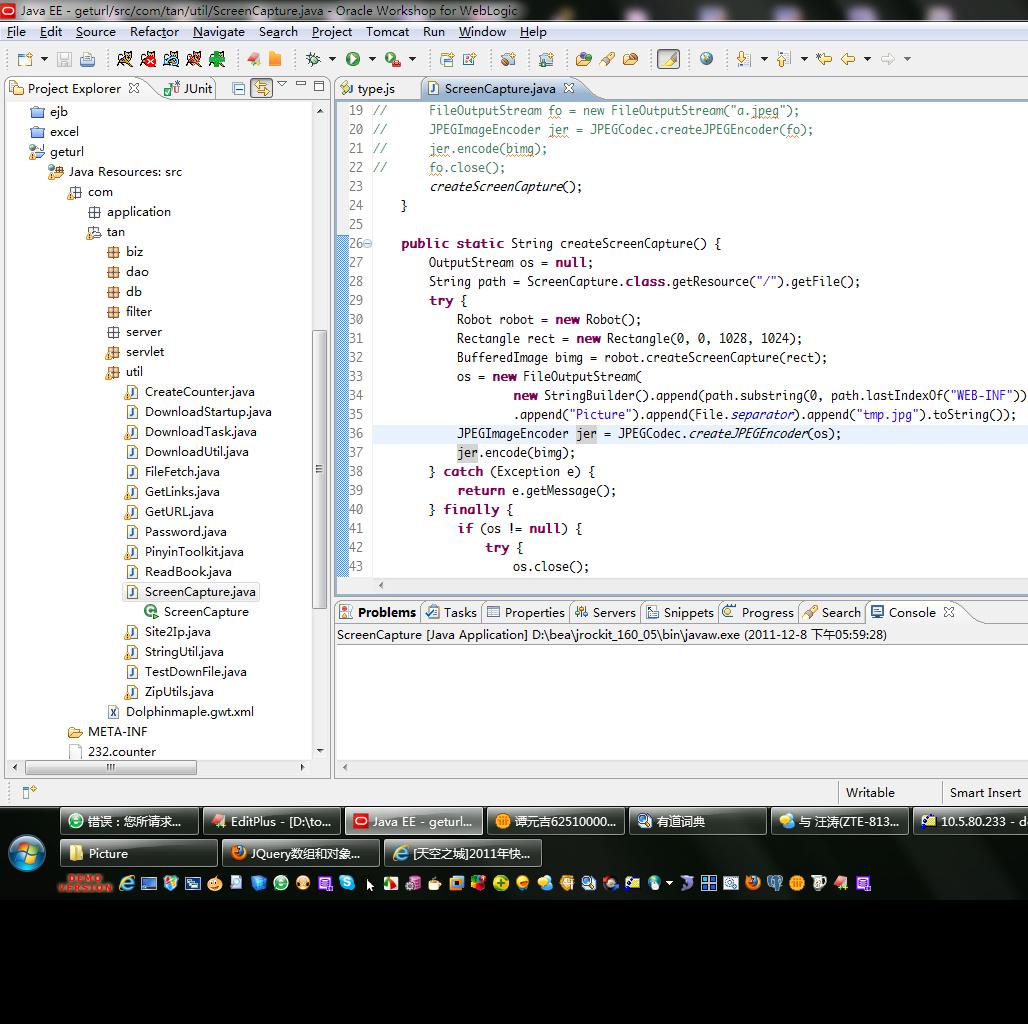 Java EE - geturl/src/com/tan/util/ScreenCapture.java - Oracle Workshop for WebLogic
File Edit Source Refactor Navigate Search Project Tomcat Run Window Help
Project Explorer JUnit
ejb
excel
geturl
Java Resources: src
com
application
tan
biz
dao
db
filter
server
servlet
util
CreateCounter.java
DownloadStartup.java
DownloadTask.java
DownloadUtil.java
FileFetch.java
GetLinks.java
GetURL.java
Password.java
PinyinToolkit.java
ReadBook.java
ScreenCapture.java
ScreenCapture
Site2Ip.java
StringUtil.java
TestDownFile.java
ZipUtils.java
Dolphinmaple.gwt.xml
META-INF
232.counter
type.js ScreenCapture.java
19 // FileOutputStream fo = new FileOutputStream("a.jpeg");
20 // JPEGImageEncoder jer = JPEGCodec.createJPEGEncoder(fo);
21 // jer.encode(bimg);
22 // fo.close();
23 createScreenCapture();
24 }
25
26 public static String createScreenCapture() {
27 OutputStream os = null;
28 String path = ScreenCapture.class.getResource("/").getFile();
29 try {
30 Robot robot = new Robot();
31 Rectangle rect = new Rectangle(0, 0, 1028, 1024);
32 BufferedImage bimg = robot.createScreenCapture(rect);
33 os = new FileOutputStream(
34 new StringBuilder().append(path.substring(0, path.lastIndexOf("WEB-INF"))
35 .append("Picture").append(File.separator).append("tmp.jpg").toString());
36 JPEGImageEncoder jer = JPEGCodec.createJPEGEncoder(os);
37 jer.encode(bimg);
38 } catch (Exception e) {
39 return e.getMessage();
40 } finally {
41 if (os != null) {
42 try {
43 os.close();
Problems Tasks Properties Servers Snippets Progress Search Console
ScreenCapture [Java Application] D:\bea\jrockit_160_05\bin\javaw.exe (2011-12-8 下午05:59:28)
Writable Smart Insert
错误：您所请求... EditPlus - [D:\to... Java EE - geturl... 谭元吉62510000... 有道词典 与 汪涛(ZTE-813... 10.5.80.233 - de
Picture JQuery数组和对象... [天空之城]2011年快...
DEMO
VERSION